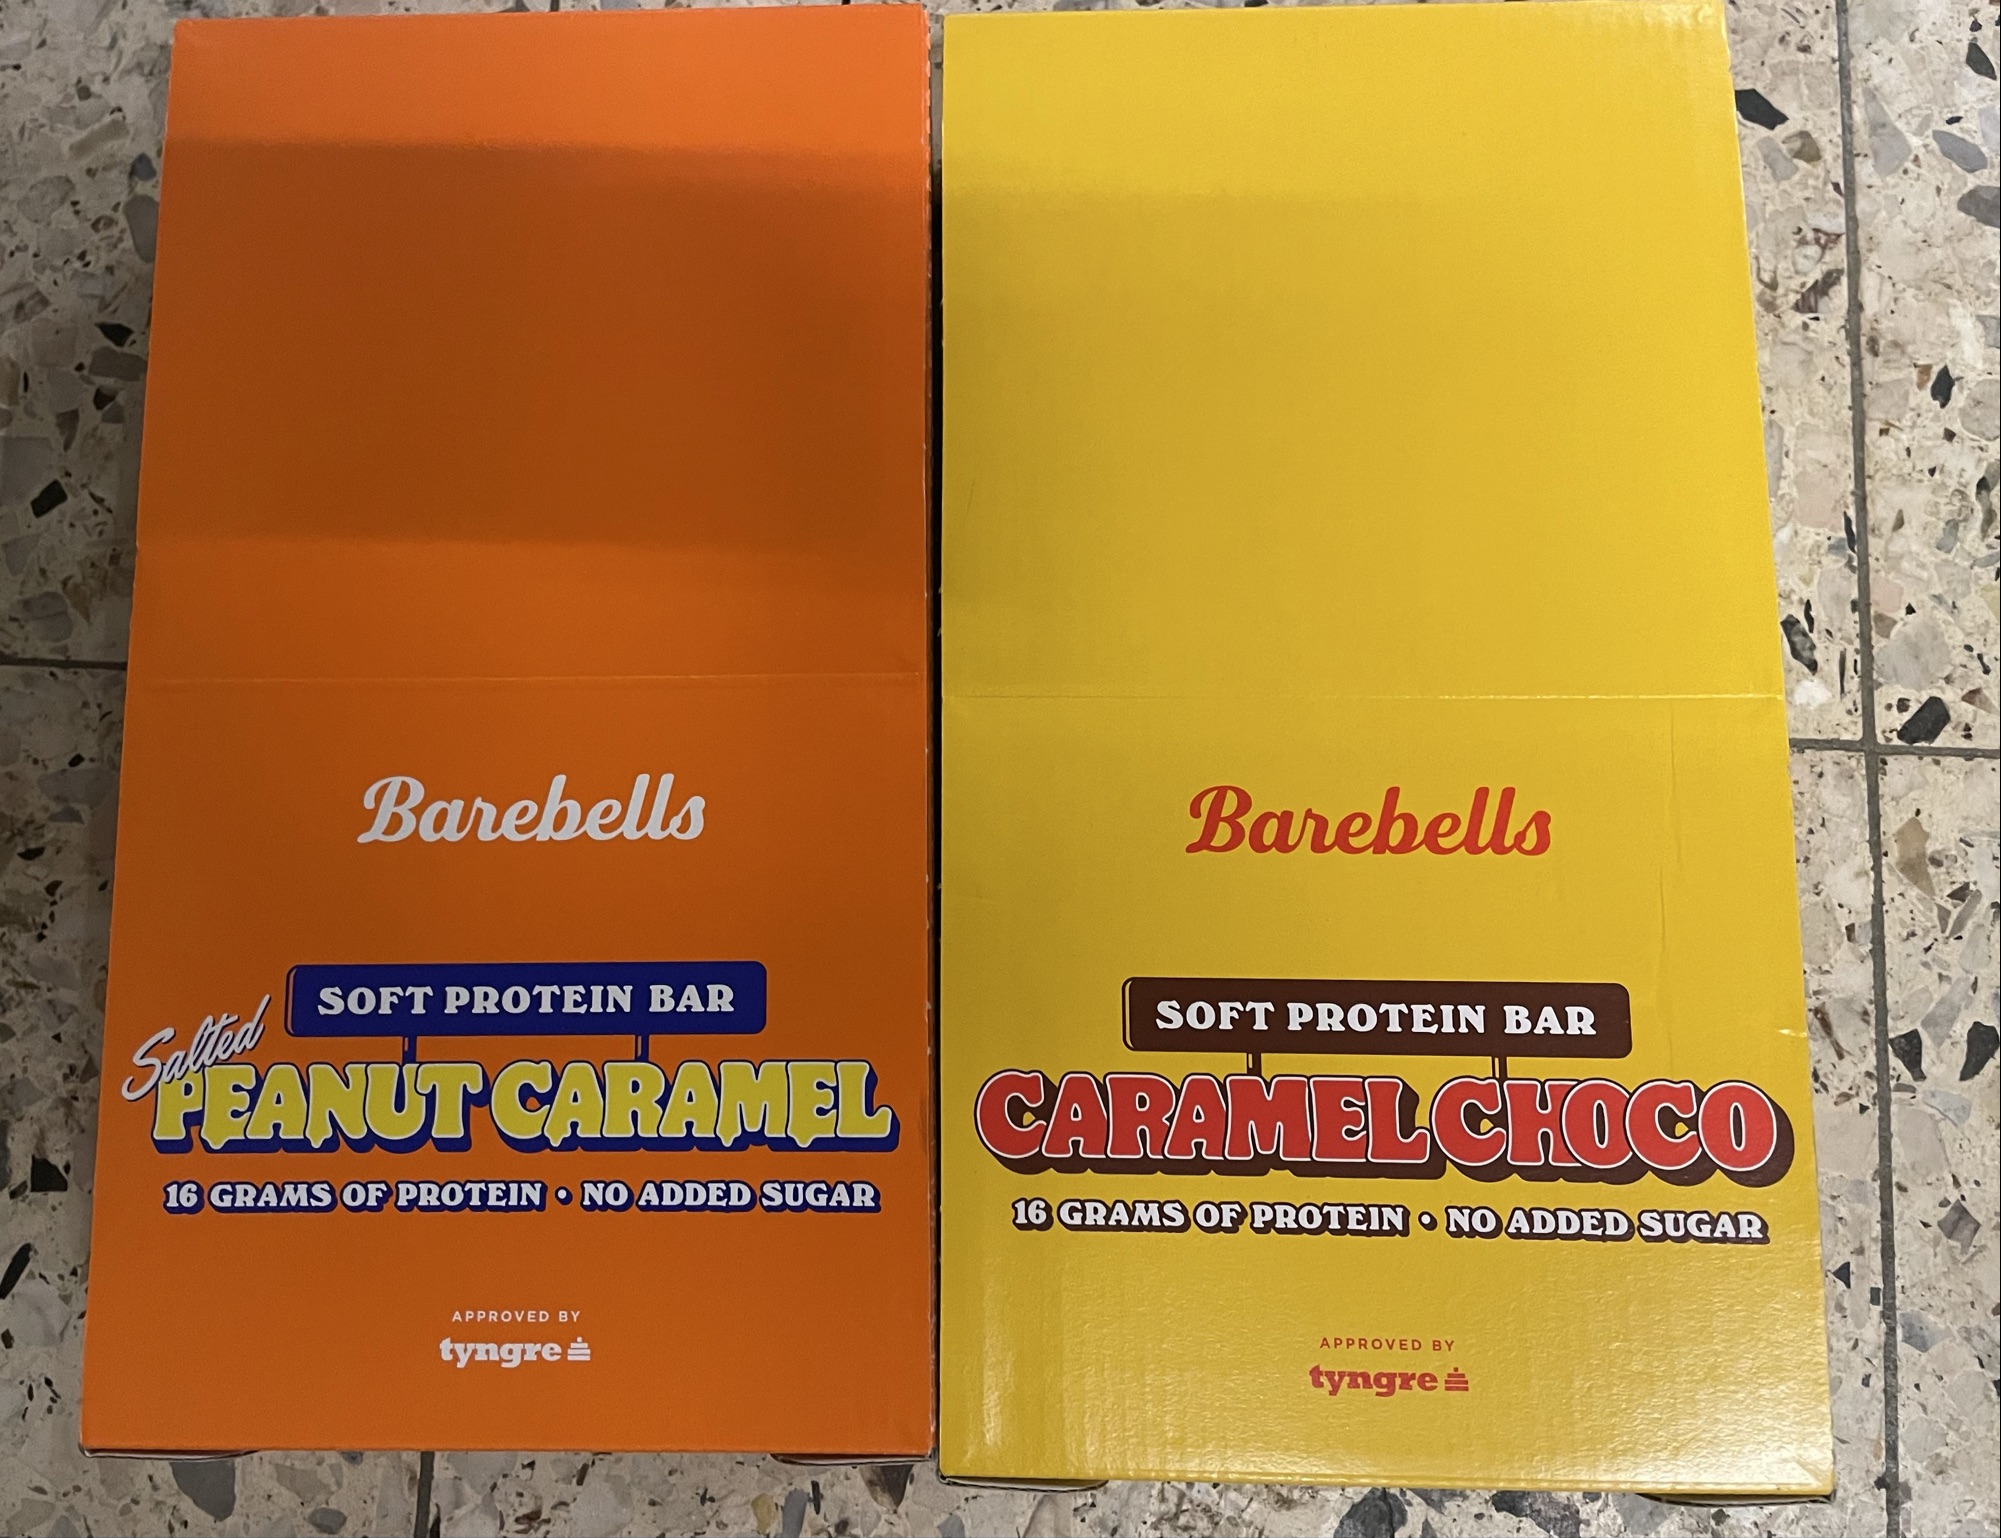 Barebells
SOFT PROTEIN BAR
Salted
PEANUT CARAMEL
16 GRAMS OF PROTEIN • NO ADDED SUGAR
APPROVED BY
tyngre
Barebells
SOFT PROTEIN BAR
CARAMEL CHOCO
16 GRAMS OF PROTEIN • NO ADDED SUGAR
APPROVED BY
tyngre